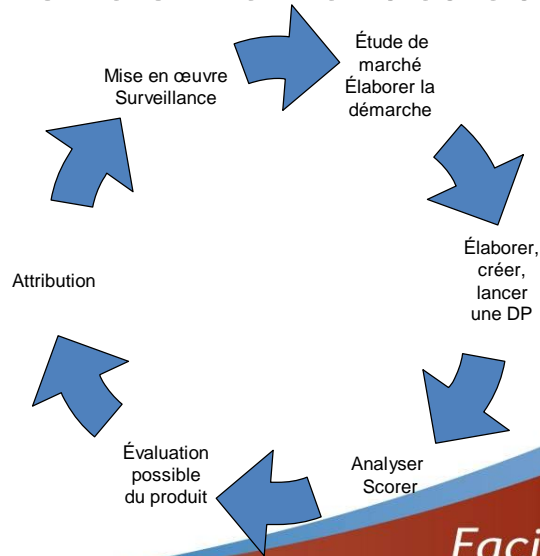 Mise en œuvre
Surveillance
Étude de
marché
Élaborer la
démarche
Élaborer,
créer,
lancer
une DP
Analyser
Scorer
Évaluation
possible
du produit
Attribution